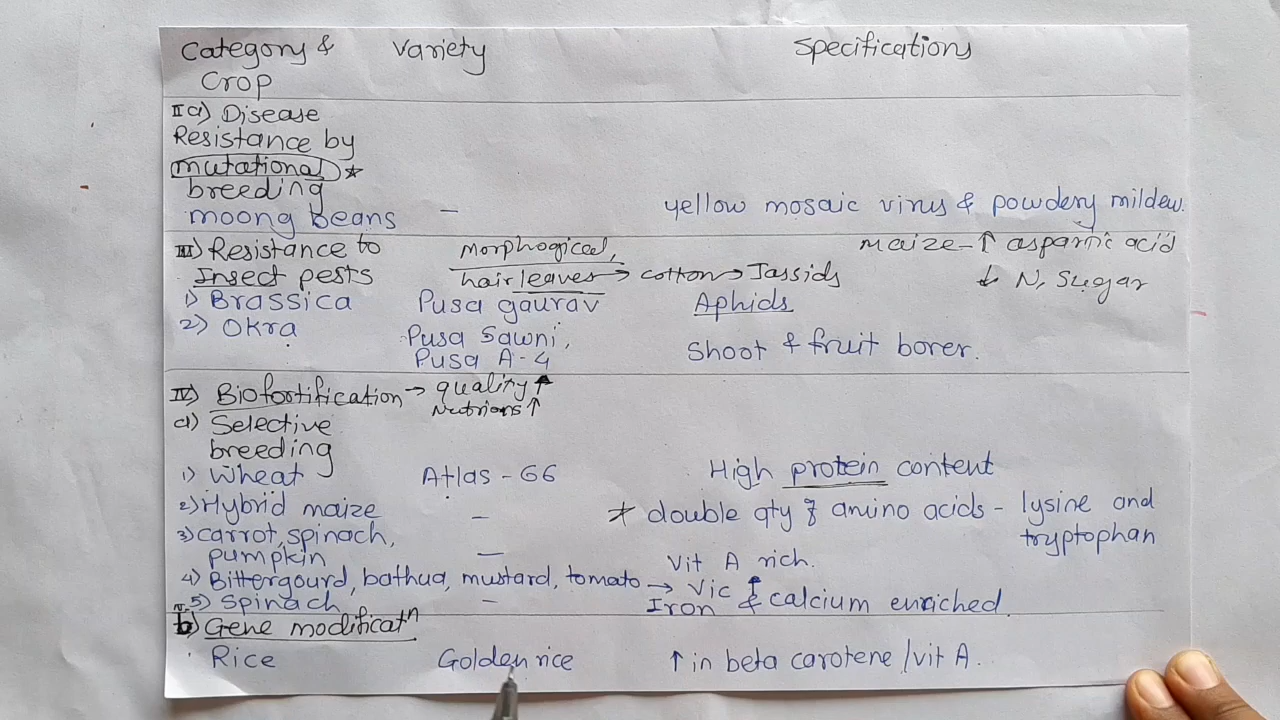 Category & Variety Specifications
Crop
II a) Disease
Resistance by
mutational *
breeding
moong beans - yellow mosaic virus & powdery mildew.
III) Resistance to morphogical, maize - ↑ aspartic acid
Insect pests hair leaves → cotton → Jassids ↓ N, Sugar
1) Brassica Pusa gaurav Aphids
2) Okra Pusa Sawni, Shoot & fruit borer.
Pusa A-4
IV) Biofortification → quality ↑
Nutrions ↑
a) Selective
breeding
1) Wheat Atlas-66 High protein content
2) Hybrid maize - * double qty of amino acids - lysine and
tryptophan
3) Carrot, spinach,
pumpkin - Vit A rich.
4) Bittergourd, bathua, mustard, tomato → Vic ↑
5) Spinach - Iron & calcium enriched.
b) Gene modificatn
Rice Golden rice ↑ in beta carotene / vit A.